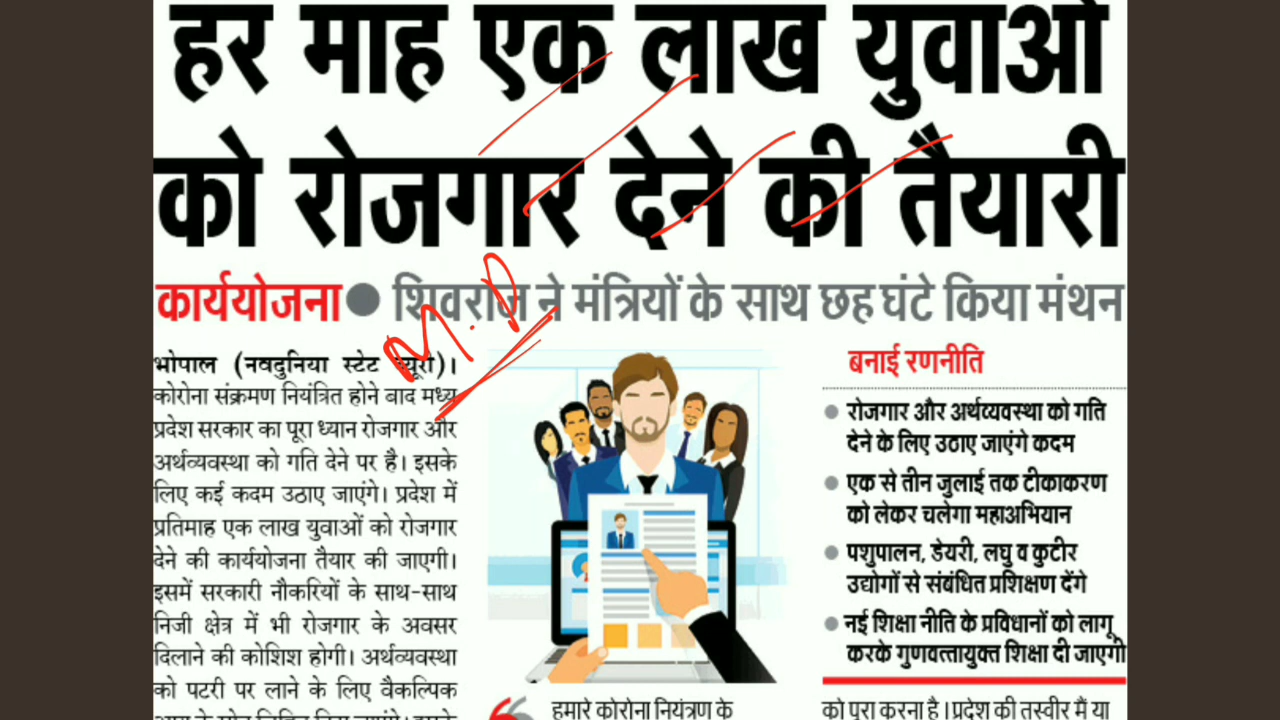 हर माह एक लाख युवाओं
को रोजगार देने की तैयारी
कार्ययोजना ● शिवराज ने मंत्रियों के साथ छह घंटे किया मंथन
M.P
भोपाल (नवदुनिया स्टेट ब्यूरो)।
कोरोना संक्रमण नियंत्रित होने बाद मध्य
प्रदेश सरकार का पूरा ध्यान रोजगार और
अर्थव्यवस्था को गति देने पर है। इसके
लिए कई कदम उठाए जाएंगे। प्रदेश में
प्रतिमाह एक लाख युवाओं को रोजगार
देने की कार्ययोजना तैयार की जाएगी।
इसमें सरकारी नौकरियों के साथ-साथ
निजी क्षेत्र में भी रोजगार के अवसर
दिलाने की कोशिश होगी। अर्थव्यवस्था
को पटरी पर लाने के लिए वैकल्पिक
हमारे कोरोना नियंत्रण के
बनाई रणनीति
● रोजगार और अर्थव्यवस्था को गति
देने के लिए उठाए जाएंगे कदम
● एक से तीन जुलाई तक टीकाकरण
को लेकर चलेगा महाअभियान
● पशुपालन, डेयरी, लघु व कुटीर
उद्योगों से संबंधित प्रशिक्षण देंगे
● नई शिक्षा नीति के प्रविधानों को लागू
करके गुणवत्तायुक्त शिक्षा दी जाएगी
को पूरा करना है। प्रदेश की तस्वीर मैं या